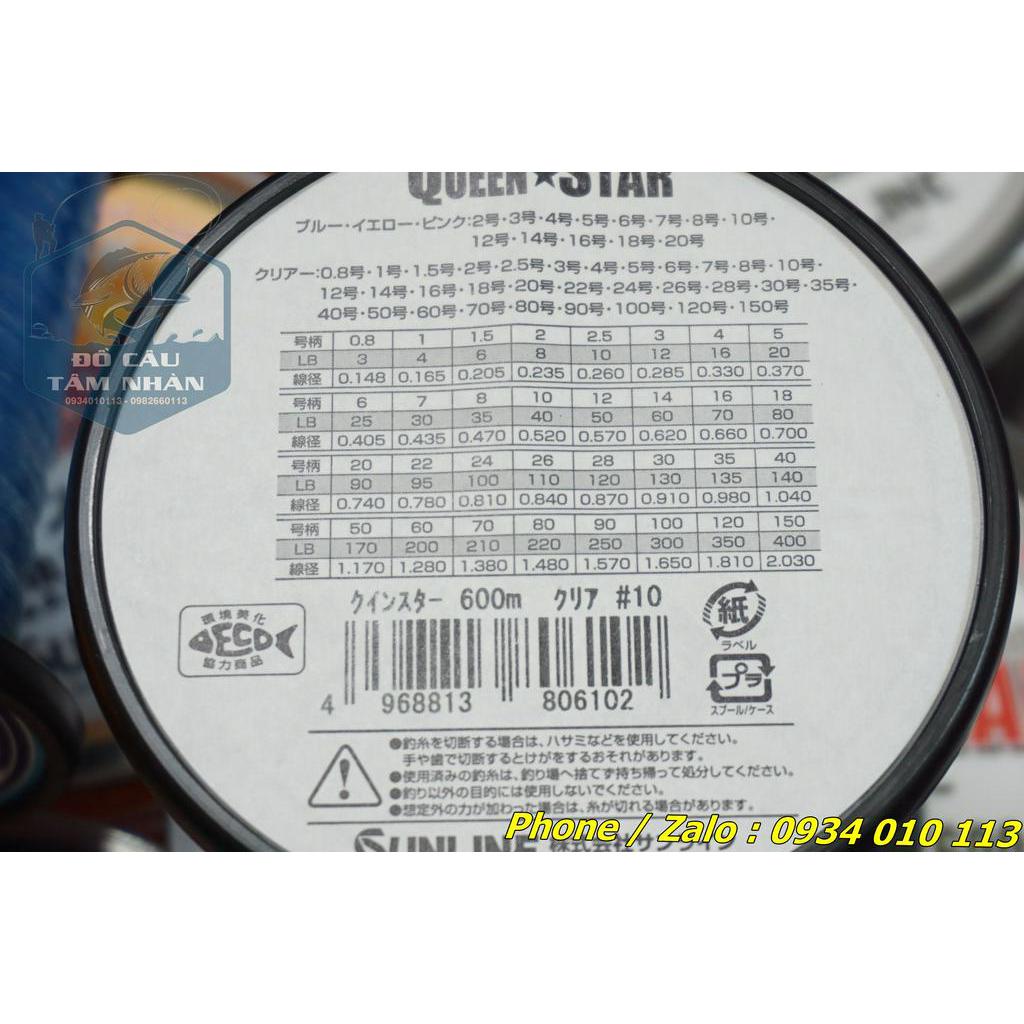 QUEEN★STAR
ブルー・イエロー・ピンク:2号・3号・4号・5号・6号・7号・8号・10号・
12号・14号・16号・18号・20号
クリアー:0.8号・1号・1.5号・2号・2.5号・3号・4号・5号・6号・7号・8号・10号・
12号・14号・16号・18号・20号・22号・24号・26号・28号・30号・35号・
40号・50号・60号・70号・80号・90号・100号・120号・150号
号柄 0.8 1 1.5 2 2.5 3 4 5
LB 3 4 6 8 10 12 16 20
線径 0.148 0.165 0.205 0.235 0.260 0.285 0.330 0.370
号柄 6 7 8 10 12 14 16 18
LB 25 30 35 40 50 60 70 80
線径 0.405 0.435 0.470 0.520 0.570 0.620 0.660 0.700
号柄 20 22 24 26 28 30 35 40
LB 90 95 100 110 120 130 135 140
線径 0.740 0.780 0.810 0.840 0.870 0.910 0.980 1.040
号柄 50 60 70 80 90 100 120 150
LB 170 200 210 220 250 300 350 400
線径 1.170 1.280 1.380 1.480 1.570 1.650 1.810 2.030
クインスター 600m クリア #10
環境美化
ECO
協力商品
4 968813 806102
紙
ラベル
プラ
スプール/ケース
●釣糸を切断する場合は、ハサミなどを使用してください。
手や歯で切断するとけがをするおそれがあります。
●使用済みの釣糸は、釣り場へ捨てず持ち帰って処分してください。
●釣り以外の目的には使用しないでください。
●想定外の力が加わった場合は、糸が切れる場合があります。
SUNLINE 株式会社サンライン
ĐỒ CÂU
TÂM NHÀN
0934010113 - 0982660113
Phone / Zalo : 0934 010 113